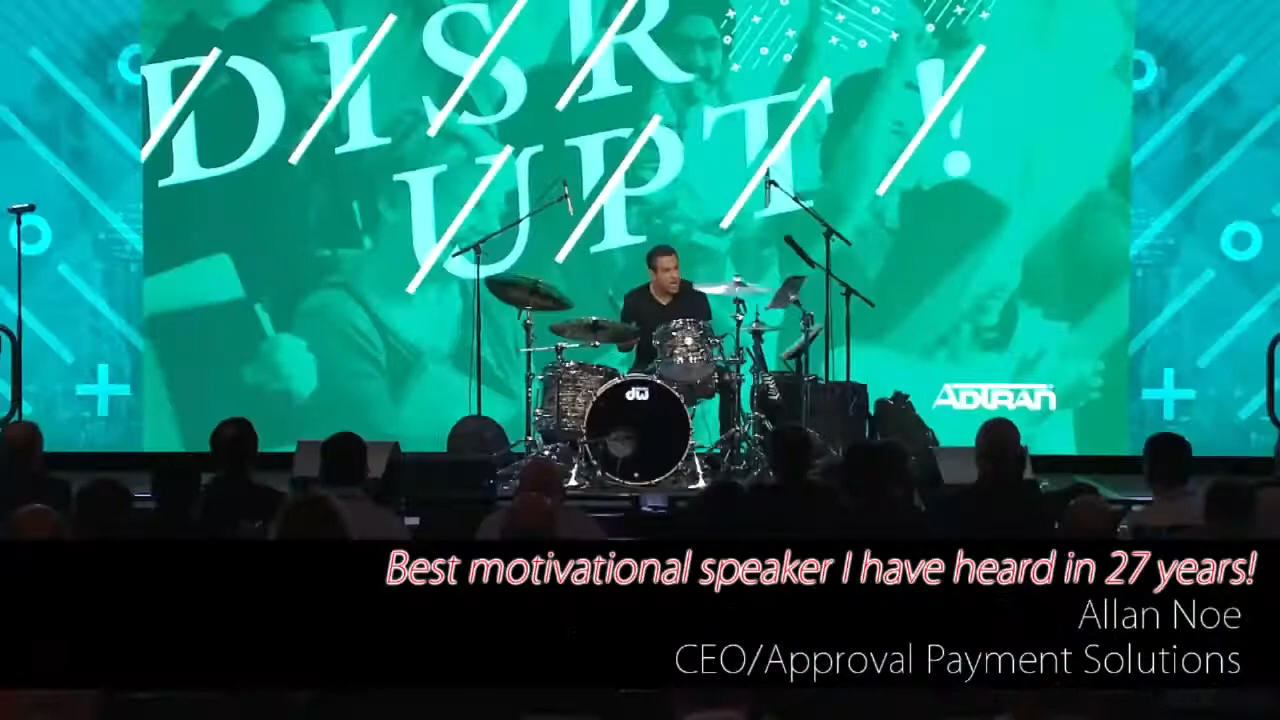 DISR
UPT!
ADTRAN
dw
Best motivational speaker I have heard in 27 years!
Allan Noe
CEO/Approval Payment Solutions